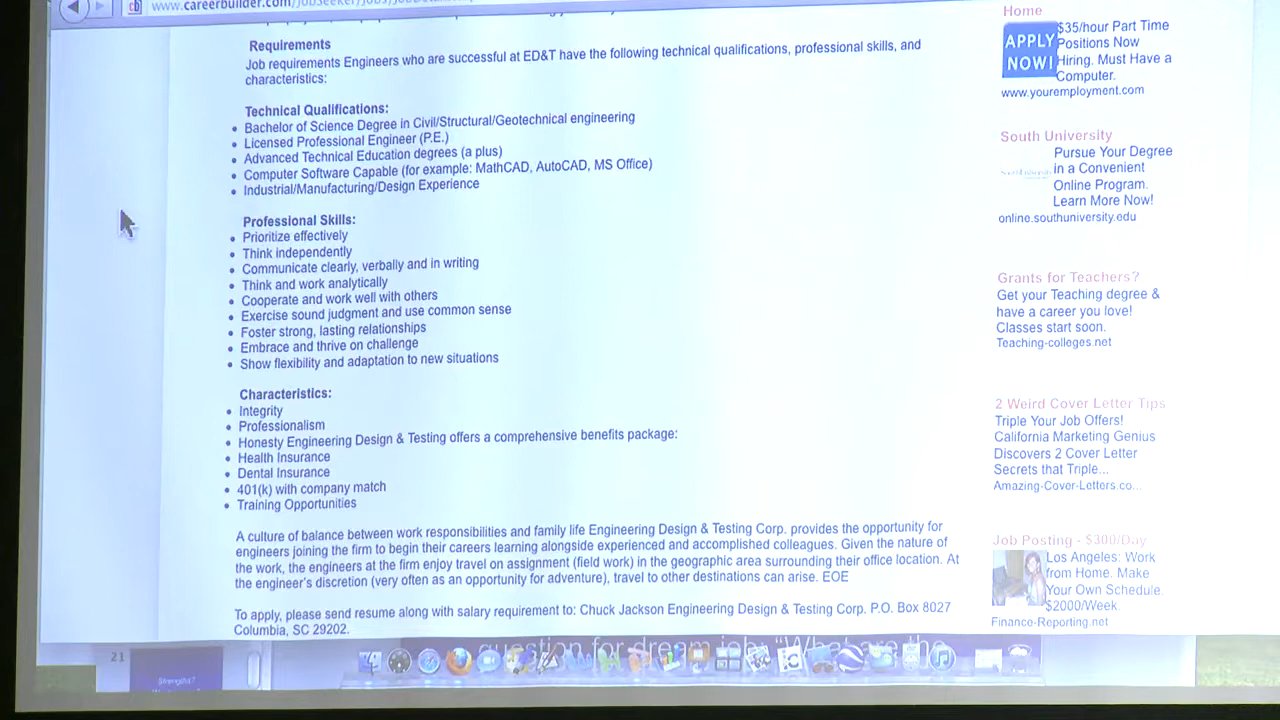 www.careerbuilder.com/JobSeeker/Jobs/JobDeta
Requirements
Job requirements Engineers who are successful at ED&T have the following technical qualifications, professional skills, and
characteristics:
Technical Qualifications:
• Bachelor of Science Degree in Civil/Structural/Geotechnical engineering
• Licensed Professional Engineer (P.E.)
• Advanced Technical Education degrees (a plus)
• Computer Software Capable (for example: MathCAD, AutoCAD, MS Office)
• Industrial/Manufacturing/Design Experience
Professional Skills:
• Prioritize effectively
• Think independently
• Communicate clearly, verbally and in writing
• Think and work analytically
• Cooperate and work well with others
• Exercise sound judgment and use common sense
• Foster strong, lasting relationships
• Embrace and thrive on challenge
• Show flexibility and adaptation to new situations
Characteristics:
• Integrity
• Professionalism
• Honesty Engineering Design & Testing offers a comprehensive benefits package:
• Health Insurance
• Dental Insurance
• 401(k) with company match
• Training Opportunities
A culture of balance between work responsibilities and family life Engineering Design & Testing Corp. provides the opportunity for
engineers joining the firm to begin their careers learning alongside experienced and accomplished colleagues. Given the nature of
the work, the engineers at the firm enjoy travel on assignment (field work) in the geographic area surrounding their office location. At
the engineer's discretion (very often as an opportunity for adventure), travel to other destinations can arise. EOE
To apply, please send resume along with salary requirement to: Chuck Jackson Engineering Design & Testing Corp. P.O. Box 8027
Columbia, SC 29202.
Home
APPLY
NOW!
$35/hour Part Time
Positions Now
Hiring. Must Have a
Computer.
www.youremployment.com
South University
Pursue Your Degree
in a Convenient
Online Program.
Learn More Now!
online.southuniversity.edu
Grants for Teachers?
Get your Teaching degree &
have a career you love!
Classes start soon.
Teaching-colleges.net
2 Weird Cover Letter Tips
Triple Your Job Offers!
California Marketing Genius
Discovers 2 Cover Letter
Secrets that Triple...
Amazing-Cover-Letters.co...
Job Posting - $300/Day
Los Angeles: Work
from Home. Make
Your Own Schedule.
$2000/Week.
Finance-Reporting.net
question for dream job: "What are the
21
Strengths?